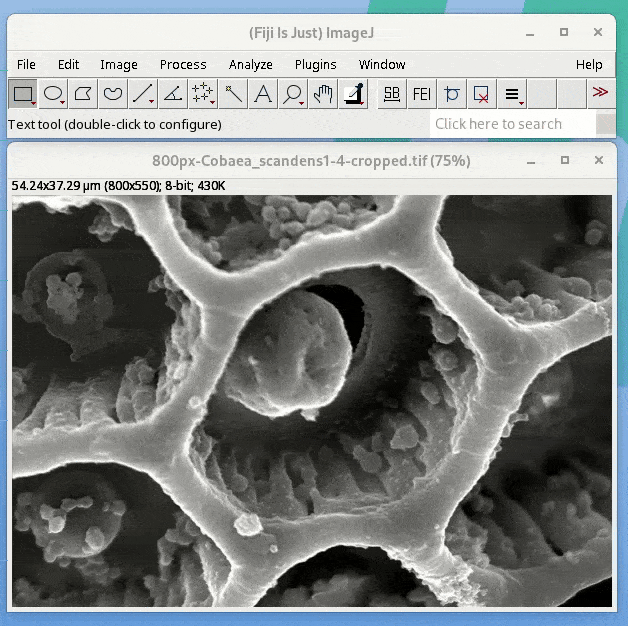 (Fiji Is Just) ImageJ
File Edit Image Process Analyze Plugins Window Help
A SB FEI >>
Text tool (double-click to configure) Click here to search
800px-Cobaea_scandens1-4-cropped.tif (75%)
54.24x37.29 µm (800x550); 8-bit; 430K